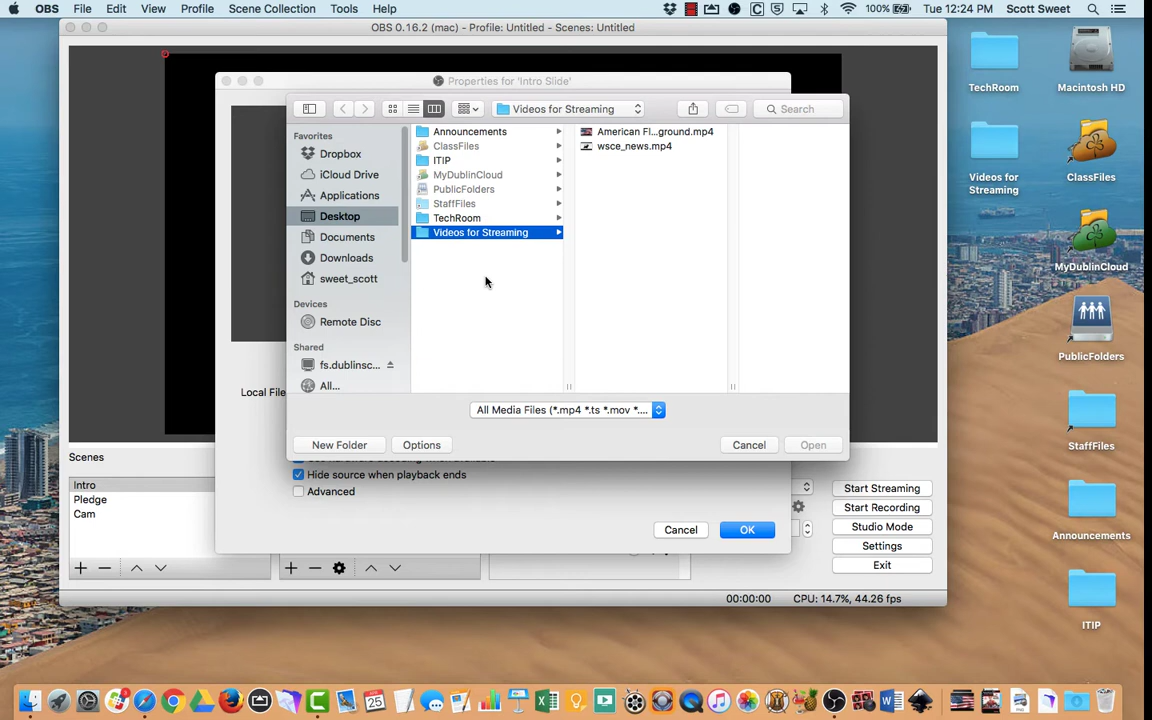 OBS File Edit View Profile Scene Collection Tools Help 100% Tue 12:24 PM Scott Sweet
OBS 0.16.2 (mac) - Profile: Untitled - Scenes: Untitled
Properties for 'Intro Slide'
Videos for Streaming
Search
Favorites
Dropbox
iCloud Drive
Applications
Desktop
Documents
Downloads
sweet_scott
Devices
Remote Disc
Shared
fs.dublinsc...
All...
Announcements
ClassFiles
ITIP
MyDublinCloud
PublicFolders
StaffFiles
TechRoom
Videos for Streaming
American Fl...ground.mp4
wsce_news.mp4
Local File
All Media Files (*.mp4 *.ts *.mov *....
New Folder
Options
Cancel
Open
Hide source when playback ends
Advanced
Cancel
OK
Scenes
Intro
Pledge
Cam
Start Streaming
Start Recording
Studio Mode
Settings
Exit
00:00:00
CPU: 14.7%, 44.26 fps
TechRoom
Macintosh HD
Videos for
Streaming
ClassFiles
MyDublinCloud
PublicFolders
StaffFiles
Announcements
ITIP
25